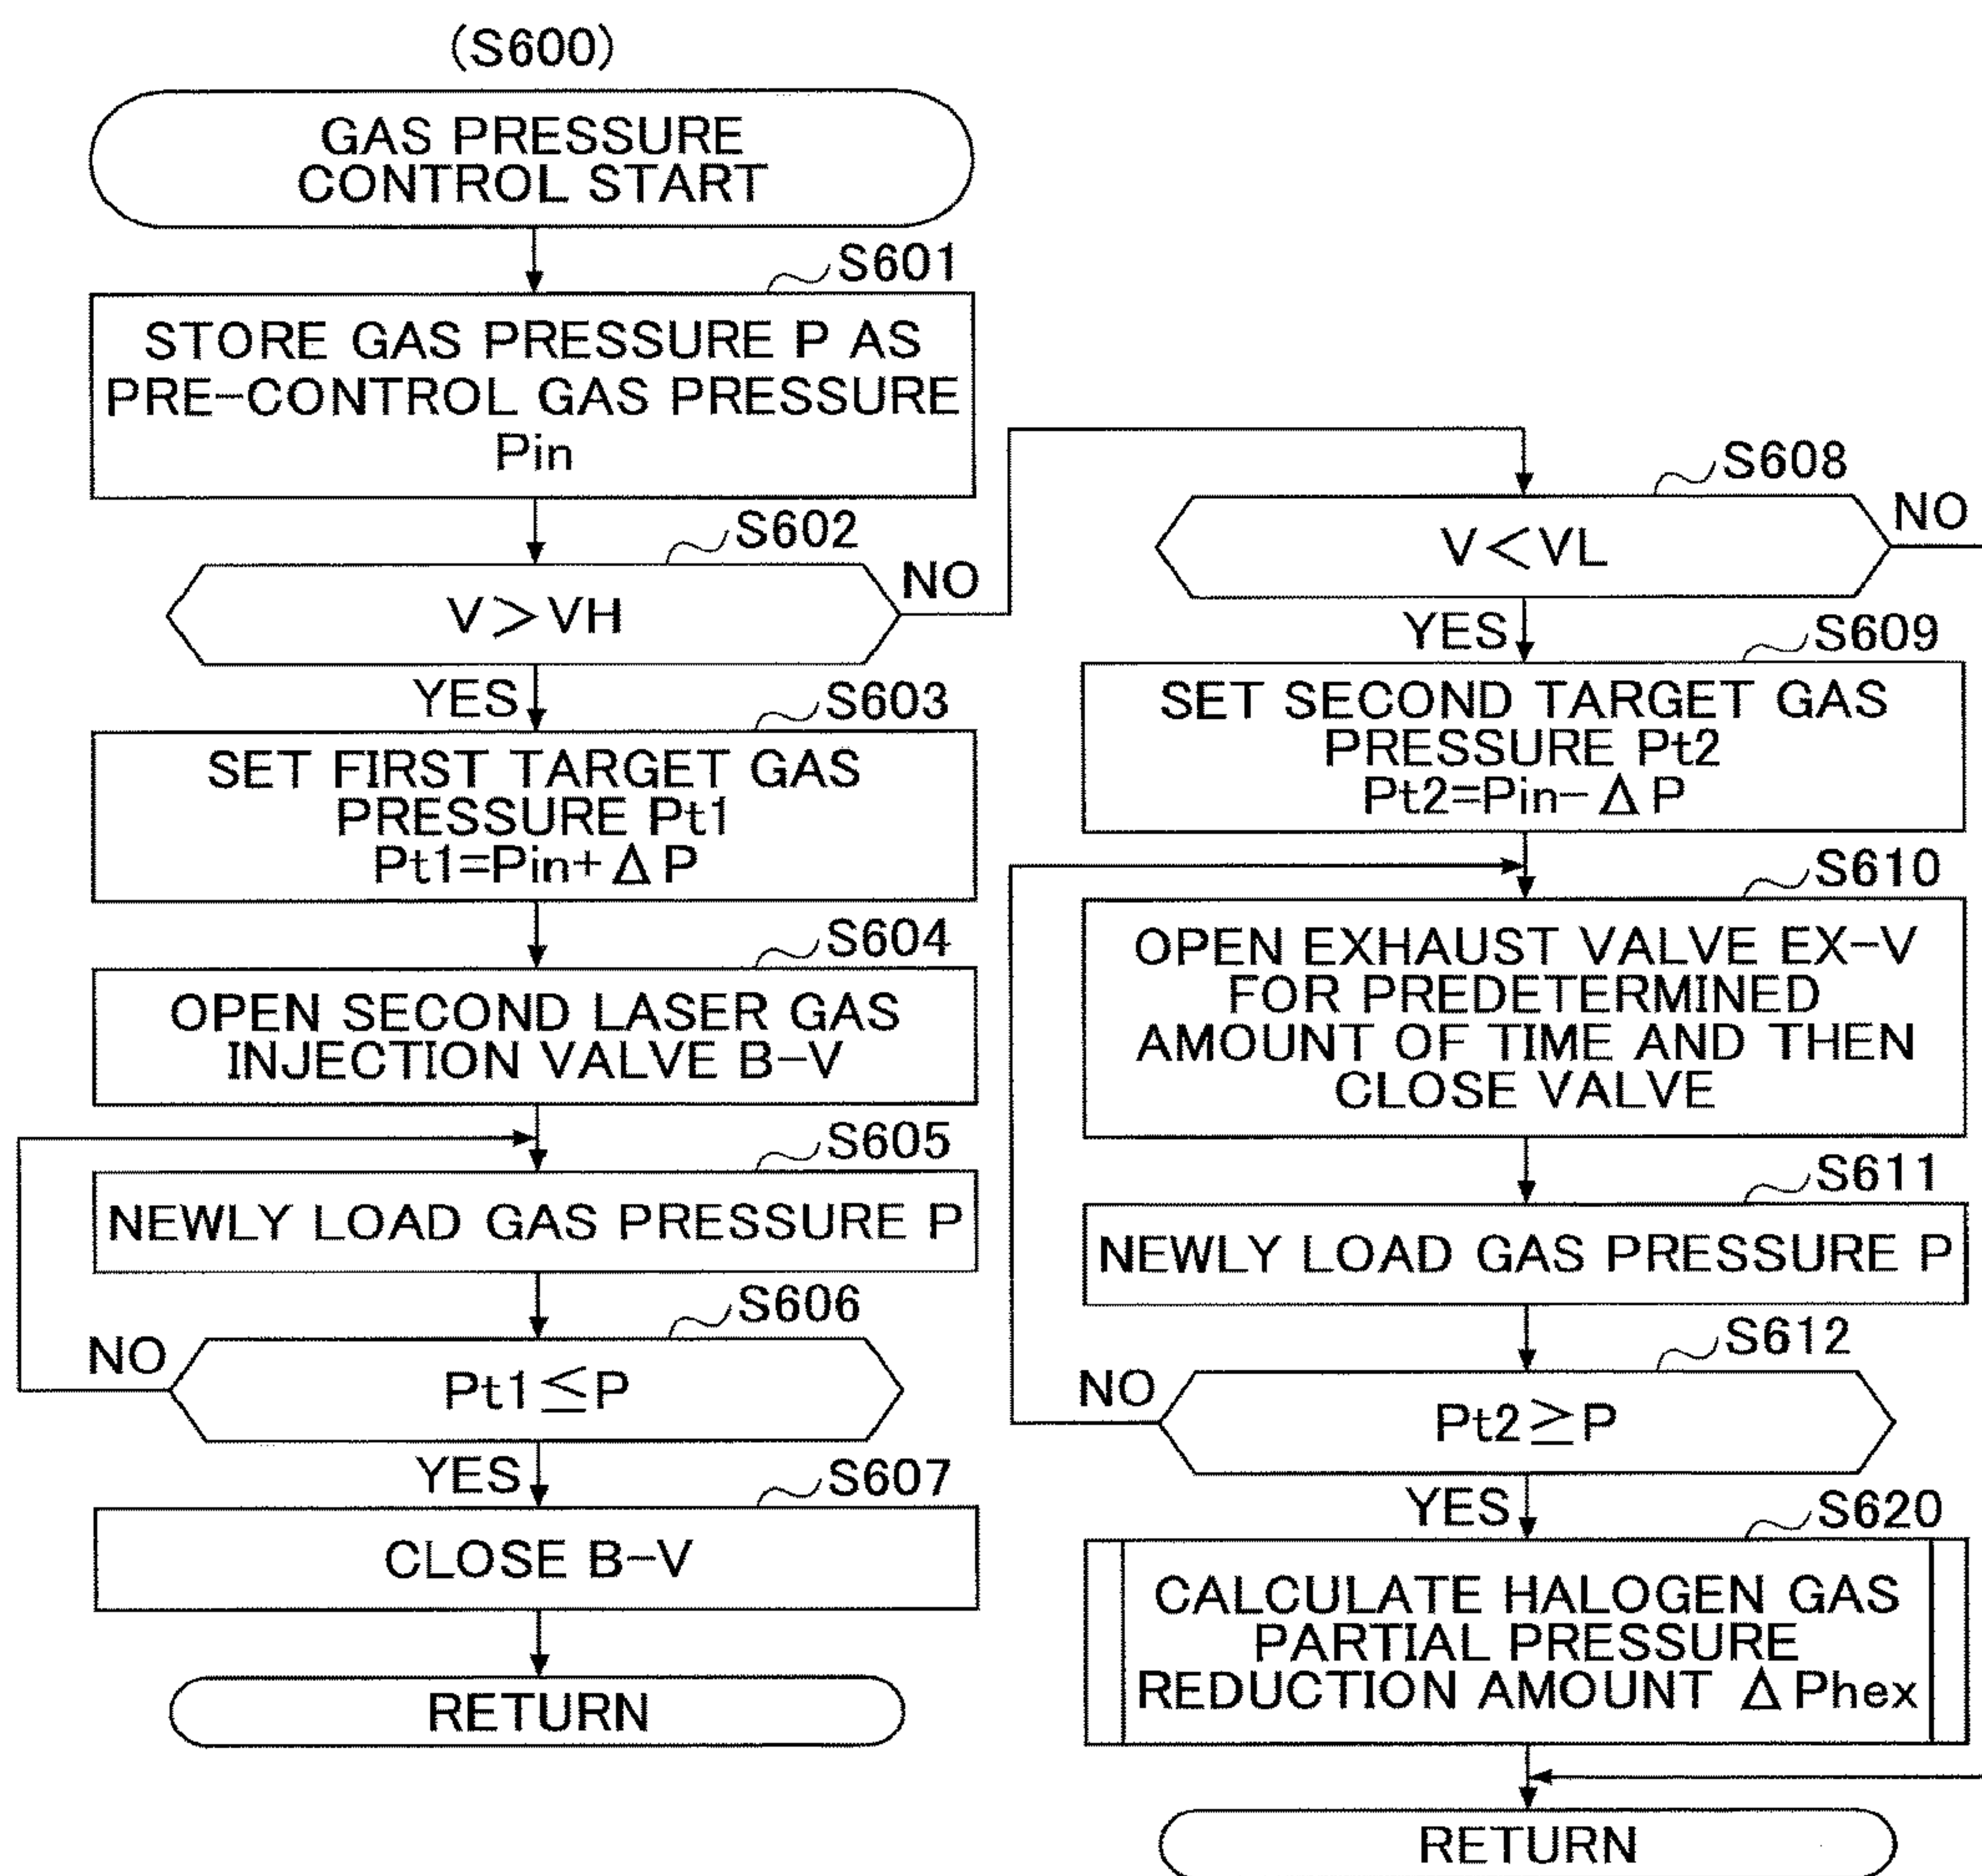 (S600)
GAS PRESSURE
CONTROL START
S601
STORE GAS PRESSURE P AS
PRE-CONTROL GAS PRESSURE
Pin
S602
V>VH
NO
YES
S603
SET FIRST TARGET GAS
PRESSURE Pt1
Pt1=Pin+ΔP
S604
OPEN SECOND LASER GAS
INJECTION VALVE B-V
S605
NEWLY LOAD GAS PRESSURE P
S606
NO
Pt1≦P
YES
S607
CLOSE B-V
RETURN
S608
V<VL
NO
YES
S609
SET SECOND TARGET GAS
PRESSURE Pt2
Pt2=Pin-ΔP
S610
OPEN EXHAUST VALVE EX-V
FOR PREDETERMINED
AMOUNT OF TIME AND THEN
CLOSE VALVE
S611
NEWLY LOAD GAS PRESSURE P
S612
NO
Pt2≧P
YES
S620
CALCULATE HALOGEN GAS
PARTIAL PRESSURE
REDUCTION AMOUNT ΔPhex
RETURN